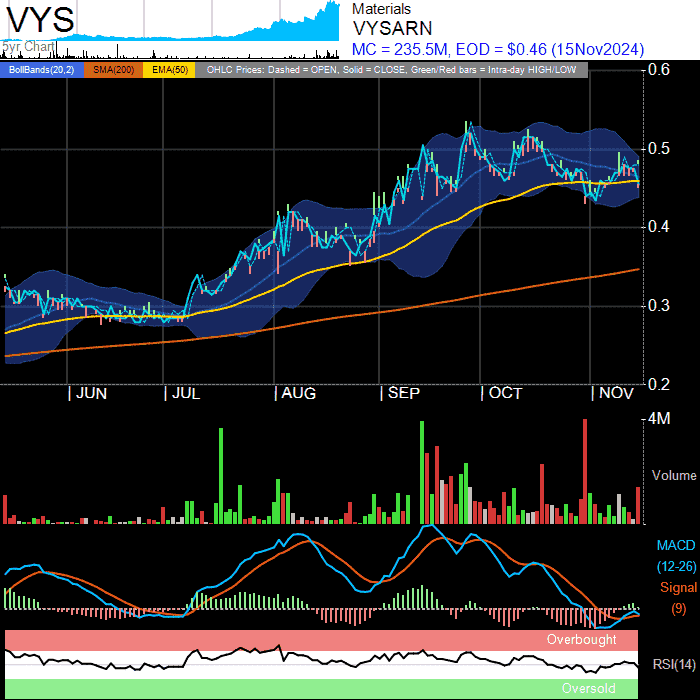 VYS
5yr Chart
Materials
VYSARN
MC = 235.5M, EOD = $0.46 (15Nov2024)
BollBands(20,2) SMA(200) EMA(50) OHLC Prices: Dashed = OPEN, Solid = CLOSE, Green/Red bars = Intra-day HIGH/LOW
0.6
0.5
0.4
0.3
0.2
JUN JUL AUG SEP OCT NOV
4M
Volume
MACD
(12-26)
Signal
(9)
Overbought
RSI(14)
Oversold